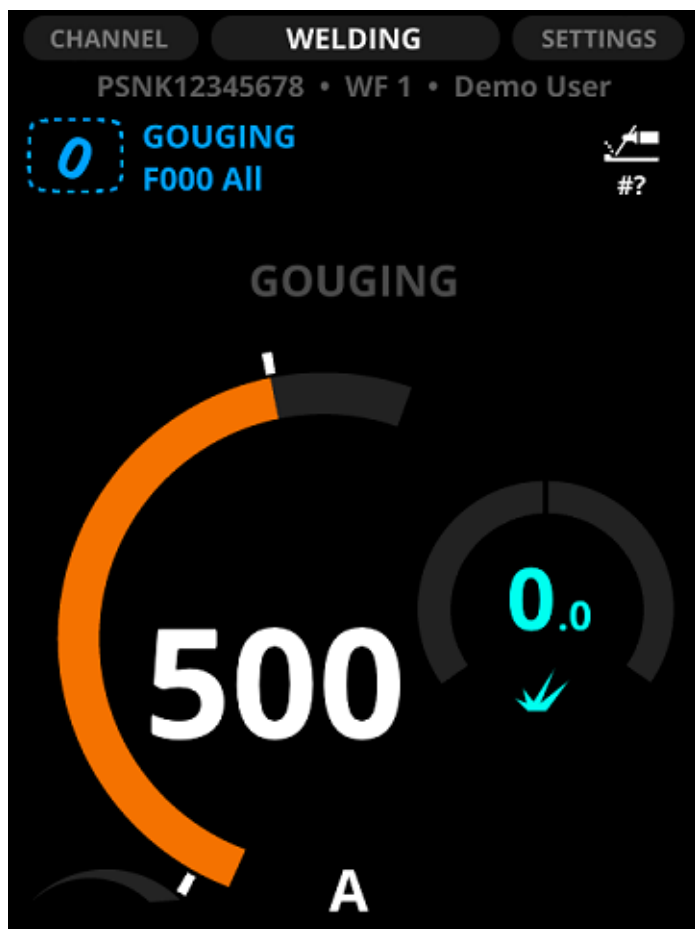 CHANNEL WELDING SETTINGS
PSNK12345678 • WF 1 • Demo User
0 GOUGING
F000 All
#?
GOUGING
0.0
500
A